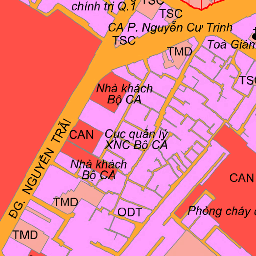 chính trị Q.1
TSC
TSC
CA P. Nguyễn Cư Trinh
TSC
TMD
Toà Giám
Nhà khách
Bộ CA
ĐG. NGUYỄN TRÃI
CAN
Cục quản lý
XNC Bộ CA
Nhà khách
Bộ CA
CAN
TMD
ODT
Phòng cháy
TMD